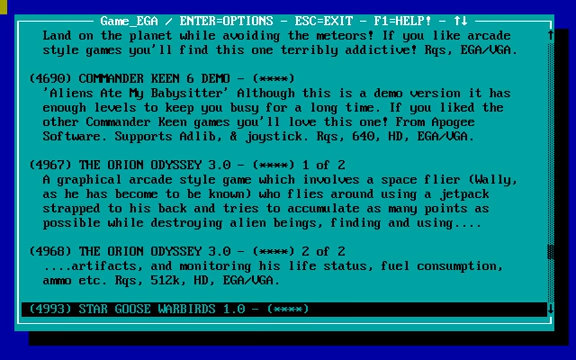 Game_EGA / ENTER=OPTIONS - ESC=EXIT - F1=HELP! - ↑↓
Land on the planet while avoiding the meteors! If you like arcade
style games you'll find this one terribly addictive! Rqs, EGA/VGA.
(4690) COMMANDER KEEN 6 DEMO - (****)
'Aliens Ate My Babysitter' Although this is a demo version it has
enough levels to keep you busy for a long time. If you liked the
other Commander Keen games you'll love this one! From Apogee
Software. Supports Adlib, & joystick. Rqs, 640, HD, EGA/VGA.
(4967) THE ORION ODYSSEY 3.0 - (****) 1 of 2
A graphical arcade style game which involves a space flier (Wally,
as he has become to be known) who flies around using a jetpack
strapped to his back and tries to accumulate as many points as
possible while destroying alien beings, finding and using....
(4968) THE ORION ODYSSEY 3.0 - (****) 2 of 2
....artifacts, and monitoring his life status, fuel consumption,
ammo etc. Rqs, 512k, HD, EGA/VGA.
(4993) STAR GOOSE WARBIRDS 1.0 - (****)